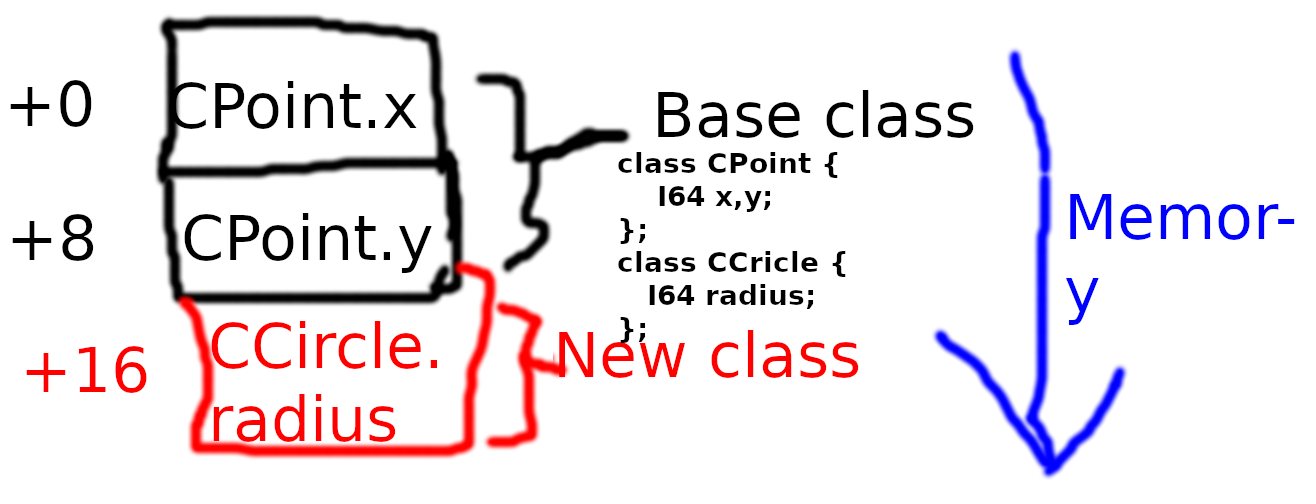 +0
CPoint.x
+8
CPoint.y
+16
CCircle.
radius
Base class
class CPoint {
I64 x,y;
};
class CCricle {
I64 radius;
};
New class
Memor-
y